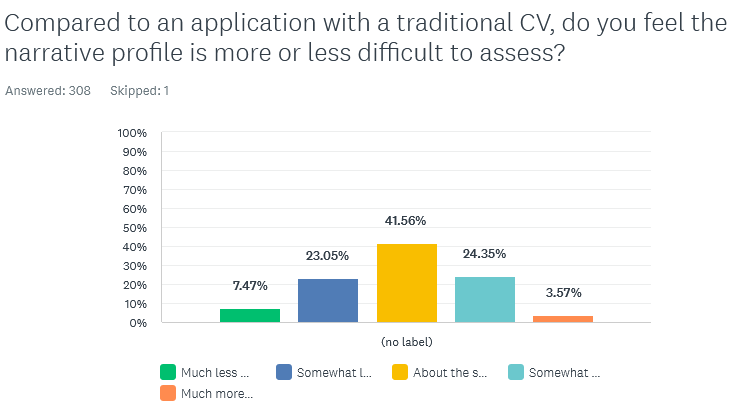 Compared to an application with a traditional CV, do you feel the
narrative profile is more or less difficult to assess?
Answered: 308 Skipped: 1
100%
90%
80%
70%
60%
50%
40%
30%
20%
10%
0%
7.47%
23.05%
41.56%
24.35%
3.57%
(no label)
Much less ... Somewhat l... About the s... Somewhat ...
Much more...